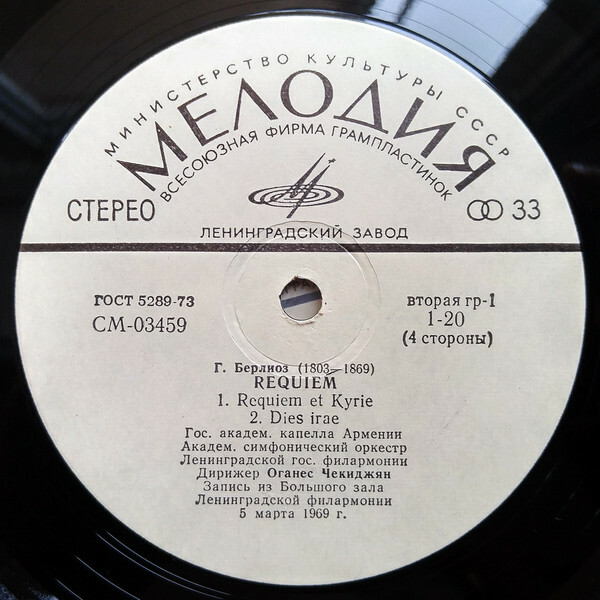 МИНИСТЕРСТВО КУЛЬТУРЫ СССР
МЕЛОДИЯ
ВСЕСОЮЗНАЯ ФИРМА ГРАМПЛАСТИНОК
СТЕРЕО
33
ЛЕНИНГРАДСКИЙ ЗАВОД
ГОСТ 5289-73
СМ-03459
вторая гр-1
1-20
(4 стороны)
Г. Берлиоз (1803—1869)
REQUIEM
1. Requiem et Kyrie
2. Dies irae
Гос. академ. капелла Армении
Академ. симфонический оркестр
Ленинградской гос. филармонии
Дирижер Оганес Чекиджян
Запись из Большого зала
Ленинградской филармонии
5 марта 1969 г.